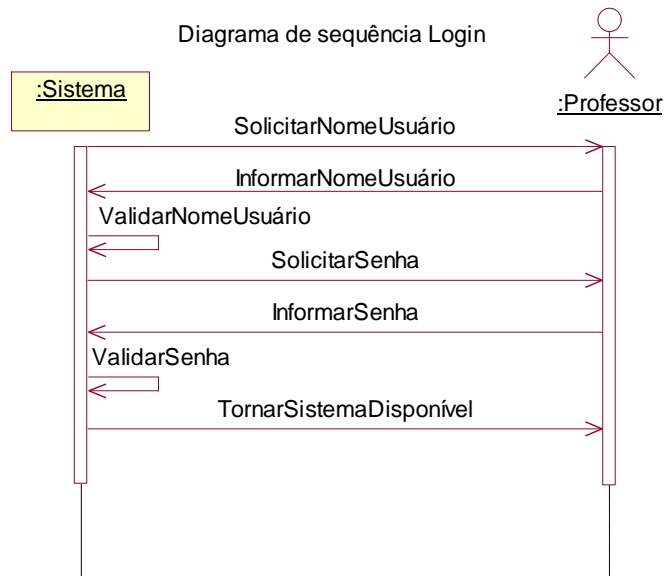 Diagrama de sequência Login
:Sistema
:Professor
SolicitarNomeUsuário
InformarNomeUsuário
ValidarNomeUsuário
SolicitarSenha
InformarSenha
ValidarSenha
TornarSistemaDisponível